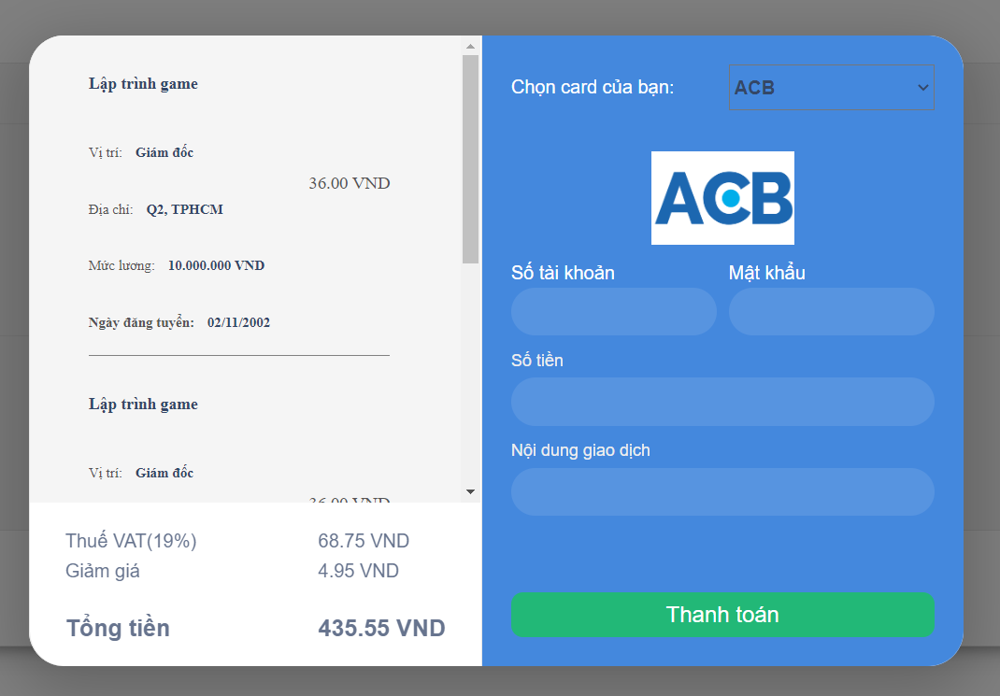 Lập trình game
Vị trí: Giám đốc
36.00 VND
Địa chỉ: Q2, TPHCM
Mức lương: 10.000.000 VND
Ngày đăng tuyển: 02/11/2002
Lập trình game
Vị trí: Giám đốc
36.00 VND
Thuế VAT(19%) 68.75 VND
Giảm giá 4.95 VND
Tổng tiền 435.55 VND
Chọn card của bạn: ACB
ACB
Số tài khoản Mật khẩu
Số tiền
Nội dung giao dịch
Thanh toán